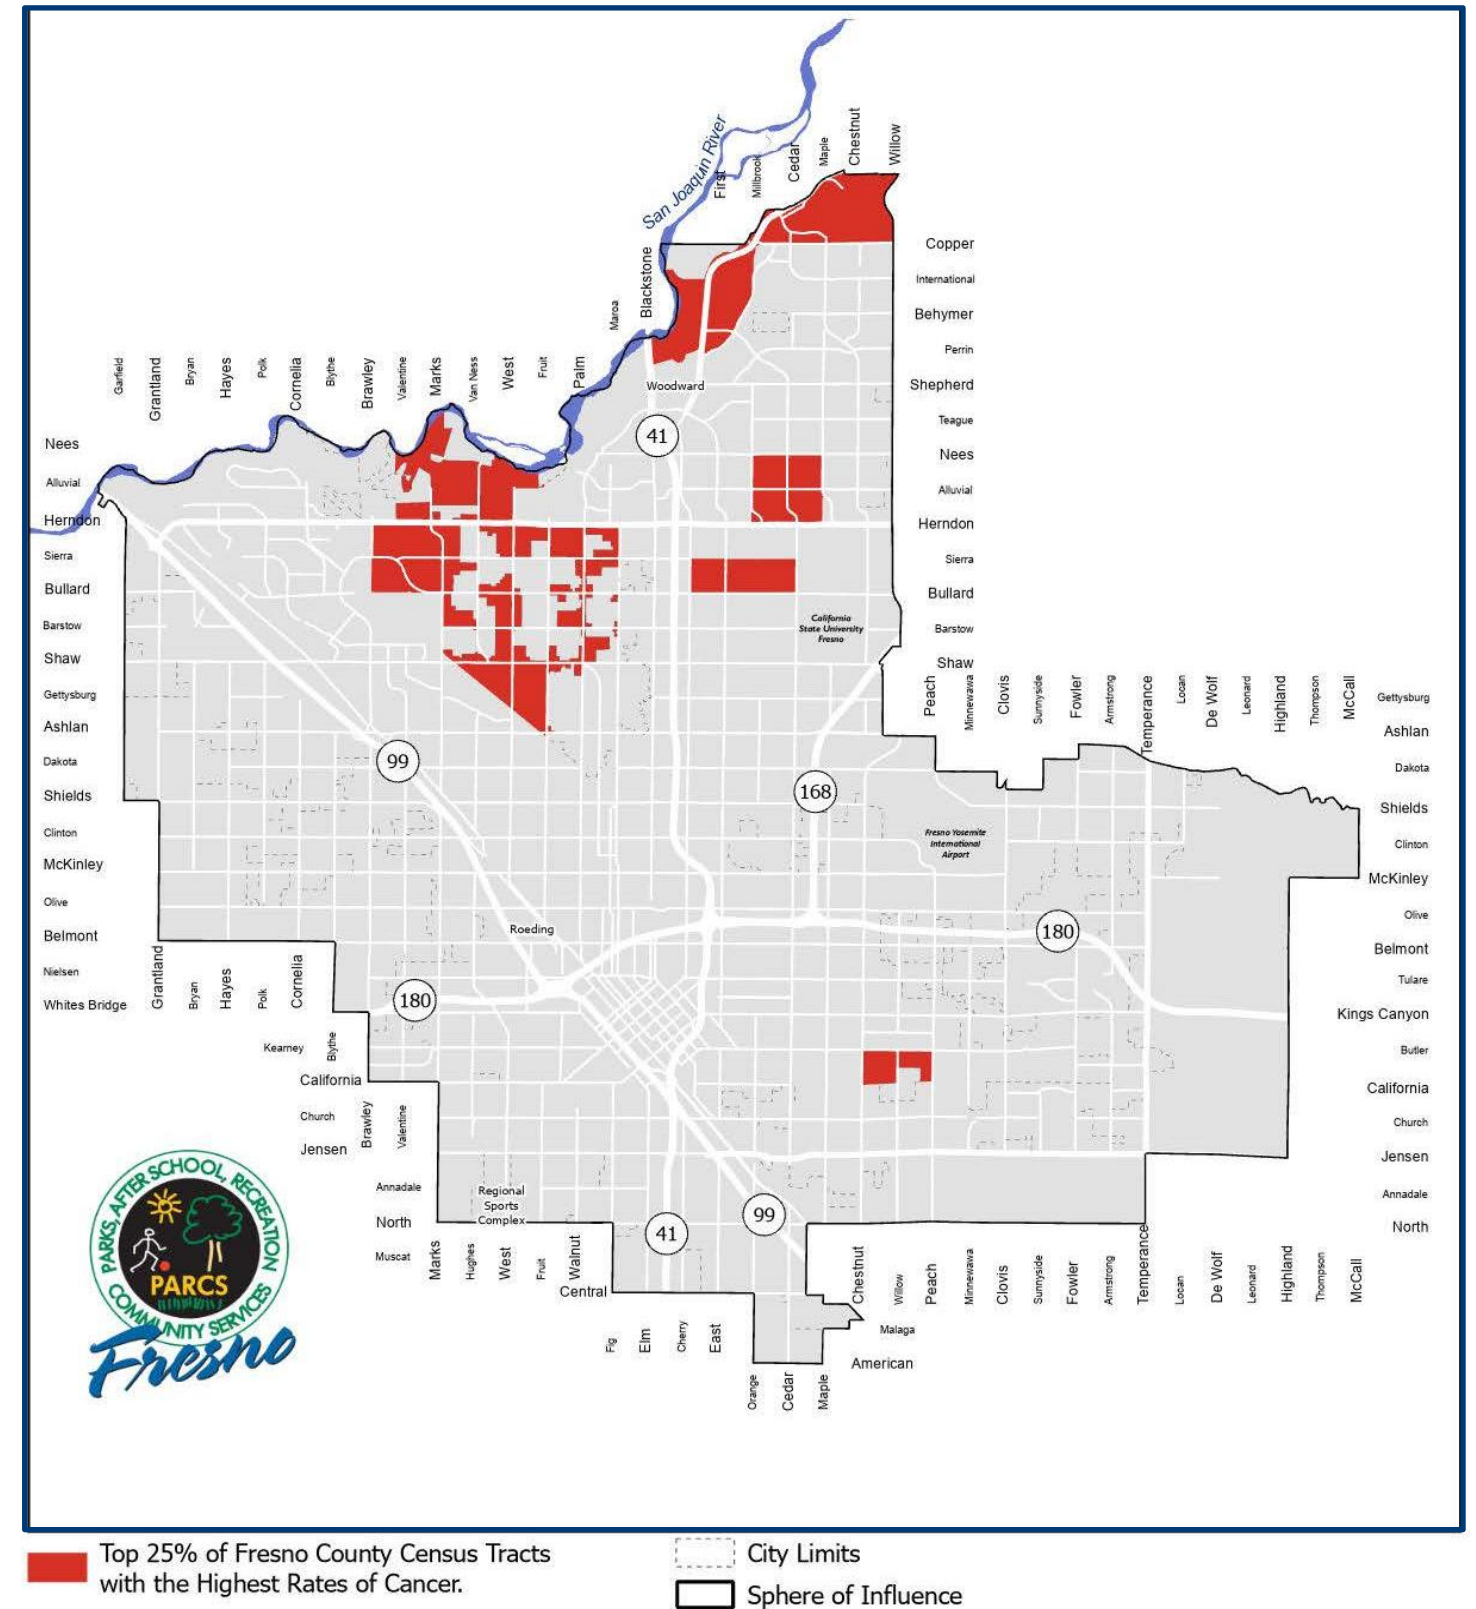 San Joaquin River
First
Millbrook
Cedar
Maple
Chestnut
Willow
Copper
International
Behymer
Perrin
Shepherd
Teague
Nees
Alluvial
Herndon
Sierra
Bullard
Barstow
Shaw
Maroa
Blackstone
Garfield
Grantland
Bryan
Hayes
Polk
Cornelia
Blythe
Brawley
Valentine
Marks
Van Ness
West
Fruit
Palm
Woodward
41
Nees
Alluvial
Herndon
Sierra
Bullard
Barstow
Shaw
Gettysburg
Ashlan
Dakota
Shields
Clinton
McKinley
Olive
Belmont
Nielsen
Whites Bridge
California
State University
Fresno
Peach
Minnewawa
Clovis
Sunnyside
Fowler
Armstrong
Temperance
Locan
De Wolf
Leonard
Highland
Thompson
McCall
Gettysburg
Ashlan
Dakota
Shields
Clinton
McKinley
Olive
Belmont
Tulare
Kings Canyon
Butler
California
Church
Jensen
Annadale
North
99
168
Fresno Yosemite
International
Airport
Roeding
180
180
Grantland
Bryan
Hayes
Polk
Cornelia
Kearney
Blythe
California
Church
Brawley
Valentine
Jensen
Annadale
North
Muscat
Regional
Sports
Complex
41
99
Marks
Hughes
West
Fruit
Walnut
Central
Chestnut
Willow
Peach
Minnewawa
Clovis
Sunnyside
Fowler
Armstrong
Temperance
Locan
De Wolf
Leonard
Highland
Thompson
McCall
Fig
Elm
Cherry
East
Malaga
American
Orange
Cedar
Maple
PARKS, AFTER SCHOOL, RECREATION
COMMUNITY SERVICES
PARCS
Fresno
Top 25% of Fresno County Census Tracts
with the Highest Rates of Cancer.
City Limits
Sphere of Influence